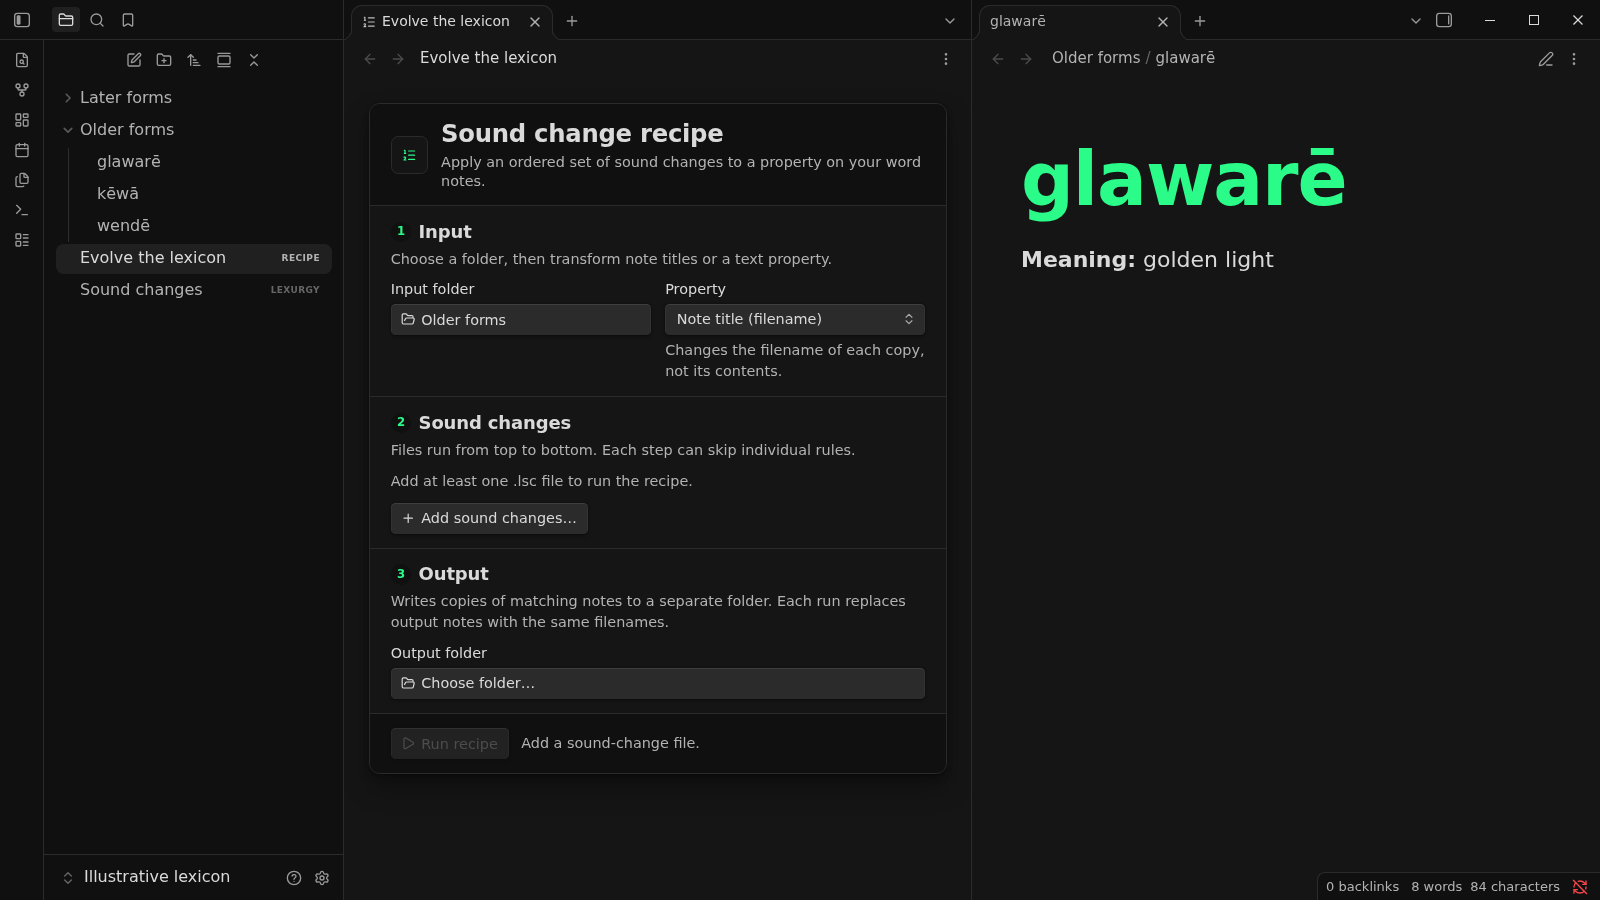 Evolve the lexicon
glawarē
Evolve the lexicon
Older forms / glawarē
Later forms
Older forms
glawarē
kēwā
wendē
Evolve the lexicon RECIPE
Sound changes LEXURGY
Illustrative lexicon
Sound change recipe
Apply an ordered set of sound changes to a property on your word
notes.
1 Input
Choose a folder, then transform note titles or a text property.
Input folder
Older forms
Property
Note title (filename)
Changes the filename of each copy,
not its contents.
2 Sound changes
Files run from top to bottom. Each step can skip individual rules.
Add at least one .lsc file to run the recipe.
Add sound changes…
3 Output
Writes copies of matching notes to a separate folder. Each run replaces
output notes with the same filenames.
Output folder
Choose folder…
Run recipe Add a sound-change file.
glawarē
Meaning: golden light
0 backlinks 8 words 84 characters